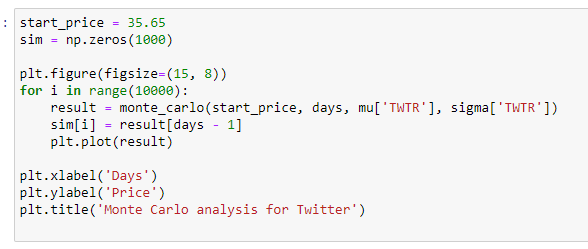 : start_price = 35.65
sim = np.zeros(1000)
plt.figure(figsize=(15, 8))
for i in range(10000):
    result = monte_carlo(start_price, days, mu['TWTR'], sigma['TWTR'])
    sim[i] = result[days - 1]
    plt.plot(result)
plt.xlabel('Days')
plt.ylabel('Price')
plt.title('Monte Carlo analysis for Twitter')